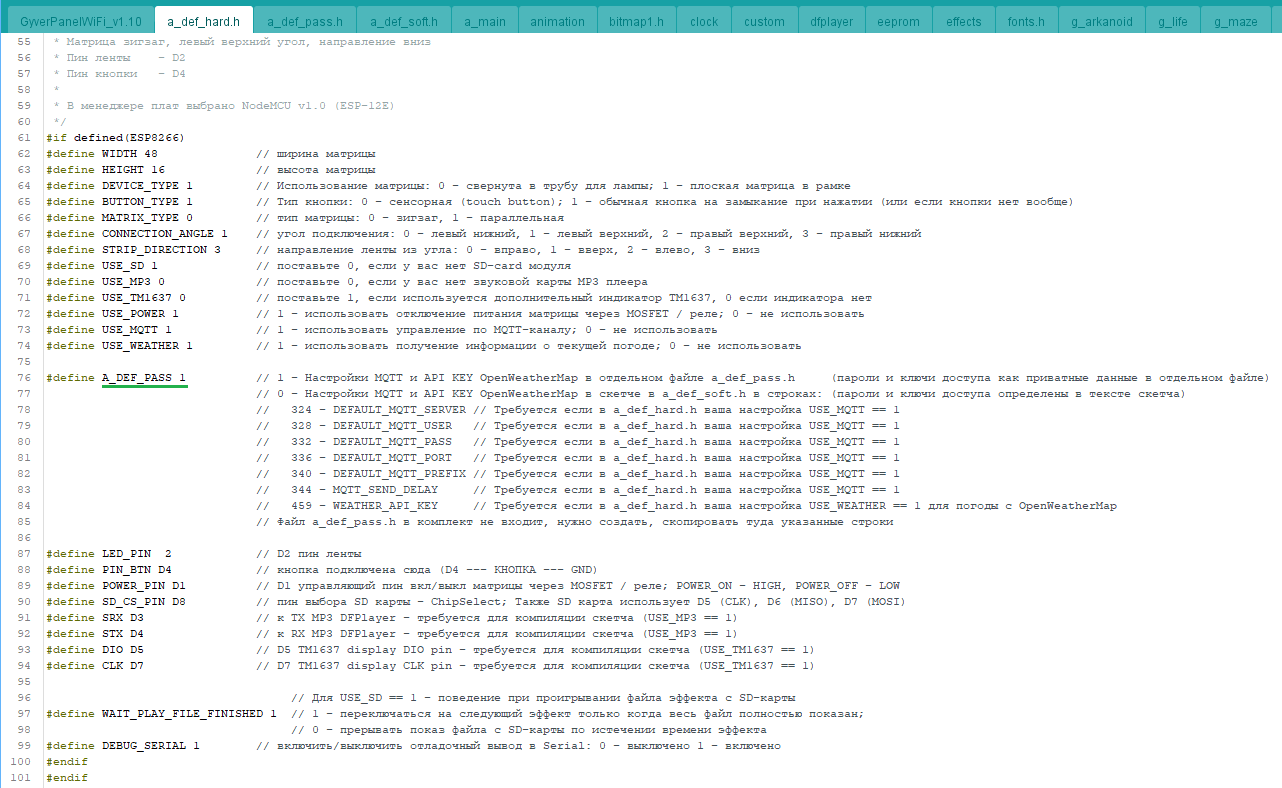 GyverPanelWiFi_v1.10 a_def_hard.h a_def_pass.h a_def_soft.h a_main animation bitmap1.h clock custom dfplayer eeprom effects fonts.h g_arkanoid g_life g_maze
55 * Матрица зигзаг, левый верхний угол, направление вниз
56 * Пин ленты - D2
57 * Пин кнопки - D4
58 *
59 * В менеджере плат выбрано NodeMCU v1.0 (ESP-12E)
60 */
61 #if defined(ESP8266)
62 #define WIDTH 48 // ширина матрицы
63 #define HEIGHT 16 // высота матрицы
64 #define DEVICE_TYPE 1 // Использование матрицы: 0 - свернута в трубу для лампы; 1 - плоская матрица в рамке
65 #define BUTTON_TYPE 1 // Тип кнопки: 0 - сенсорная (touch button); 1 - обычная кнопка на замыкание при нажатии (или если кнопки нет вообще)
66 #define MATRIX_TYPE 0 // тип матрицы: 0 - зигзаг, 1 - параллельная
67 #define CONNECTION_ANGLE 1 // угол подключения: 0 - левый нижний, 1 - левый верхний, 2 - правый верхний, 3 - правый нижний
68 #define STRIP_DIRECTION 3 // направление ленты из угла: 0 - вправо, 1 - вверх, 2 - влево, 3 - вниз
69 #define USE_SD 1 // поставьте 0, если у вас нет SD-card модуля
70 #define USE_MP3 0 // поставьте 0, если у вас нет звуковой карты MP3 плеера
71 #define USE_TM1637 0 // поставьте 1, если используется дополнительный индикатор TM1637, 0 если индикатора нет
72 #define USE_POWER 1 // 1 - использовать отключение питания матрицы через MOSFET / реле; 0 - не использовать
73 #define USE_MQTT 1 // 1 - использовать управление по MQTT-каналу; 0 - не использовать
74 #define USE_WEATHER 1 // 1 - использовать получение информации о текущей погоде; 0 - не использовать
75
76 #define A_DEF_PASS 1 // 1 - Настройки MQTT и API KEY OpenWeatherMap в отдельном файле a_def_pass.h (пароли и ключи доступа как приватные данные в отдельном файле)
77 // 0 - Настройки MQTT и API KEY OpenWeatherMap в скетче в a_def_soft.h в строках: (пароли и ключи доступа определены в тексте скетча)
78 // 324 - DEFAULT_MQTT_SERVER // Требуется если в a_def_hard.h ваша настройка USE_MQTT == 1
79 // 328 - DEFAULT_MQTT_USER // Требуется если в a_def_hard.h ваша настройка USE_MQTT == 1
80 // 332 - DEFAULT_MQTT_PASS // Требуется если в a_def_hard.h ваша настройка USE_MQTT == 1
81 // 336 - DEFAULT_MQTT_PORT // Требуется если в a_def_hard.h ваша настройка USE_MQTT == 1
82 // 340 - DEFAULT_MQTT_PREFIX // Требуется если в a_def_hard.h ваша настройка USE_MQTT == 1
83 // 344 - MQTT_SEND_DELAY // Требуется если в a_def_hard.h ваша настройка USE_MQTT == 1
84 // 459 - WEATHER_API_KEY // Требуется если в a_def_hard.h ваша настройка USE_WEATHER == 1 для погоды с OpenWeatherMap
85 // Файл a_def_pass.h в комплект не входит, нужно создать, скопировать туда указанные строки
86
87 #define LED_PIN 2 // D2 пин ленты
88 #define PIN_BTN D4 // кнопка подключена сюда (D4 --- КНОПКА --- GND)
89 #define POWER_PIN D1 // D1 управляющий пин вкл/выкл матрицы через MOSFET / реле; POWER_ON - HIGH, POWER_OFF - LOW
90 #define SD_CS_PIN D8 // пин выбора SD карты - ChipSelect; Также SD карта использует D5 (CLK), D6 (MISO), D7 (MOSI)
91 #define SRX D3 // к TX MP3 DFPlayer - требуется для компиляции скетча (USE_MP3 == 1)
92 #define STX D4 // к RX MP3 DFPlayer - требуется для компиляции скетча (USE_MP3 == 1)
93 #define DIO D5 // D5 TM1637 display DIO pin - требуется для компиляции скетча (USE_TM1637 == 1)
94 #define CLK D7 // D7 TM1637 display CLK pin - требуется для компиляции скетча (USE_TM1637 == 1)
95
96 // Для USE_SD == 1 - поведение при проигрывании файла эффекта с SD-карты
97 #define WAIT_PLAY_FILE_FINISHED 1 // 1 - переключаться на следующий эффект только когда весь файл полностью показан;
98 // 0 - прерывать показ файла с SD-карты по истечении времени эффекта
99 #define DEBUG_SERIAL 1 // включить/выключить отладочный вывод в Serial: 0 - выключено 1 - включено
100 #endif
101 #endif